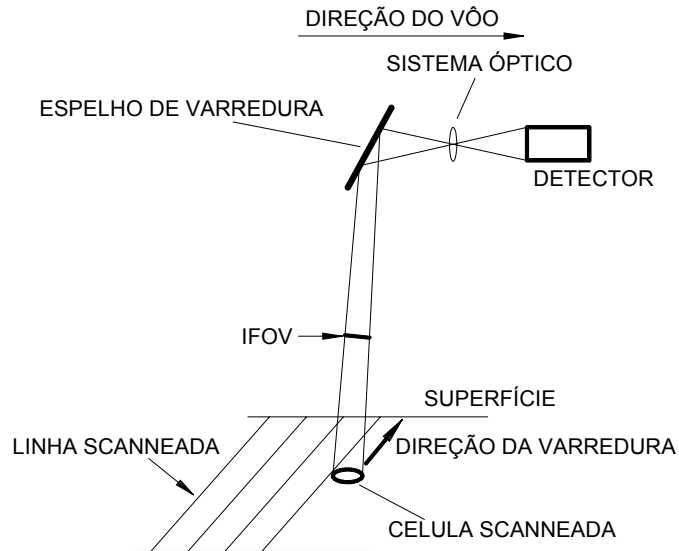 DIREÇÃO DO VÔO
SISTEMA ÓPTICO
ESPELHO DE VARREDURA
DETECTOR
IFOV
SUPERFÍCIE
LINHA SCANNEADA
DIREÇÃO DA VARREDURA
CELULA SCANNEADA